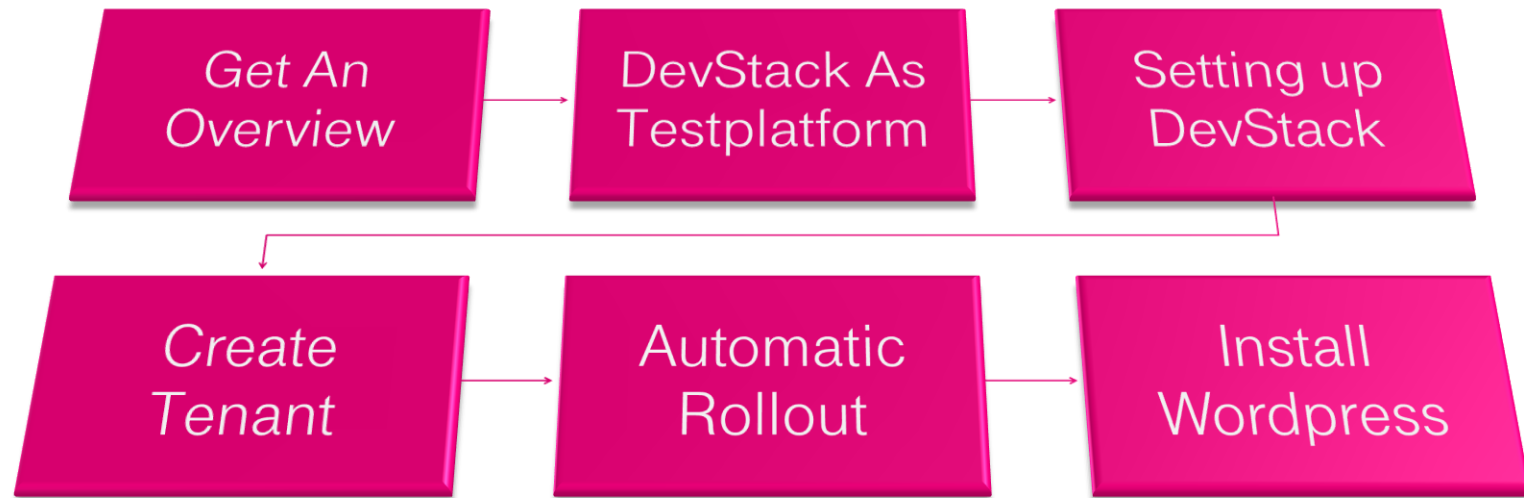 Get An
Overview
DevStack As
Testplatform
Setting up
DevStack
Create
Tenant
Automatic
Rollout
Install
Wordpress